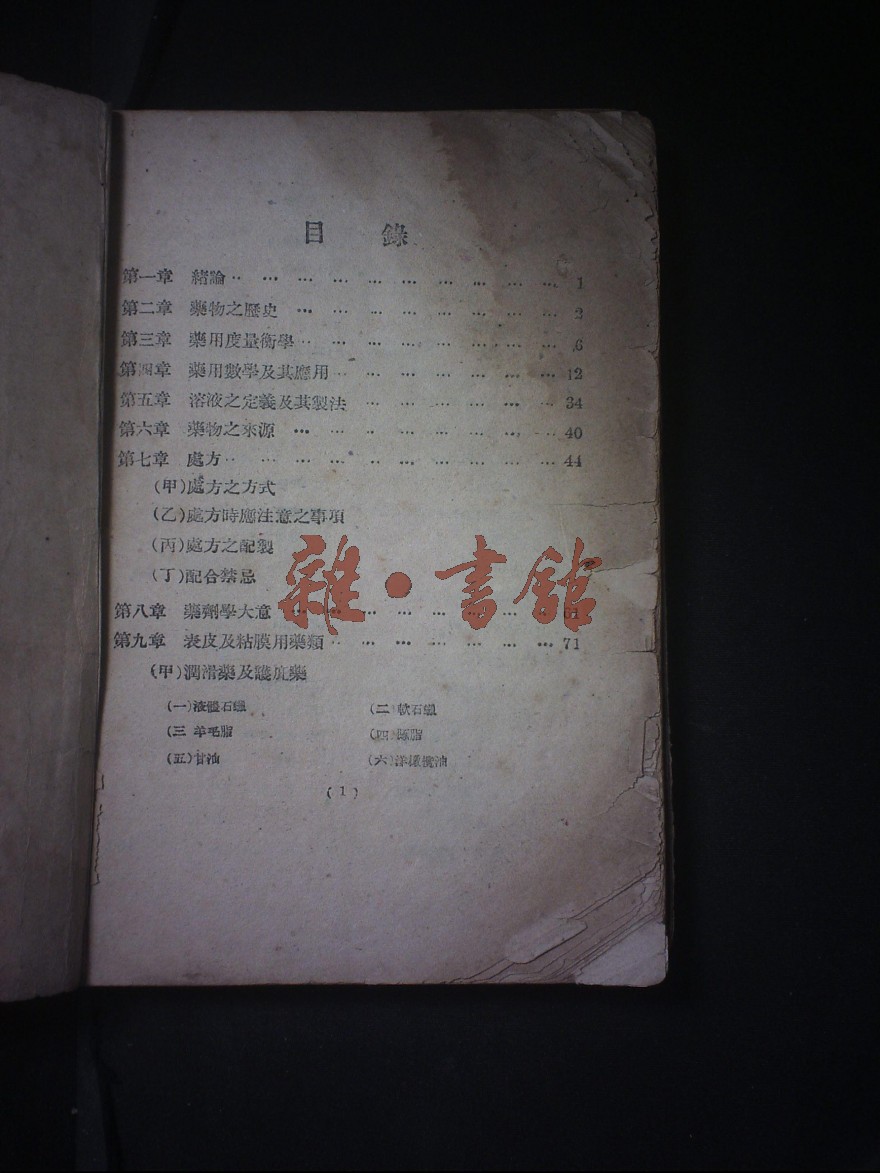 目 錄
第一章 緒論 ... 1
第二章 藥物之歷史 ... 2
第三章 藥用度量衡學 ... 6
第四章 藥用數學及其應用 ... 12
第五章 溶液之定義及其製法 ... 34
第六章 藥物之來源 ... 40
第七章 處方 ... 44
(甲)處方之方式
(乙)處方時應注意之事項
(丙)處方之配製
(丁)配合禁忌
雜·書館
第八章 藥劑學大意 ...
第九章 表皮及粘膜用藥類 ... 71
(甲)潤滑藥及護皮藥
(一)液體石蠟 (二)軟石蠟
(三 羊毛脂 (四)豚脂
(五)甘油 (六)洋橄欖油
(1)